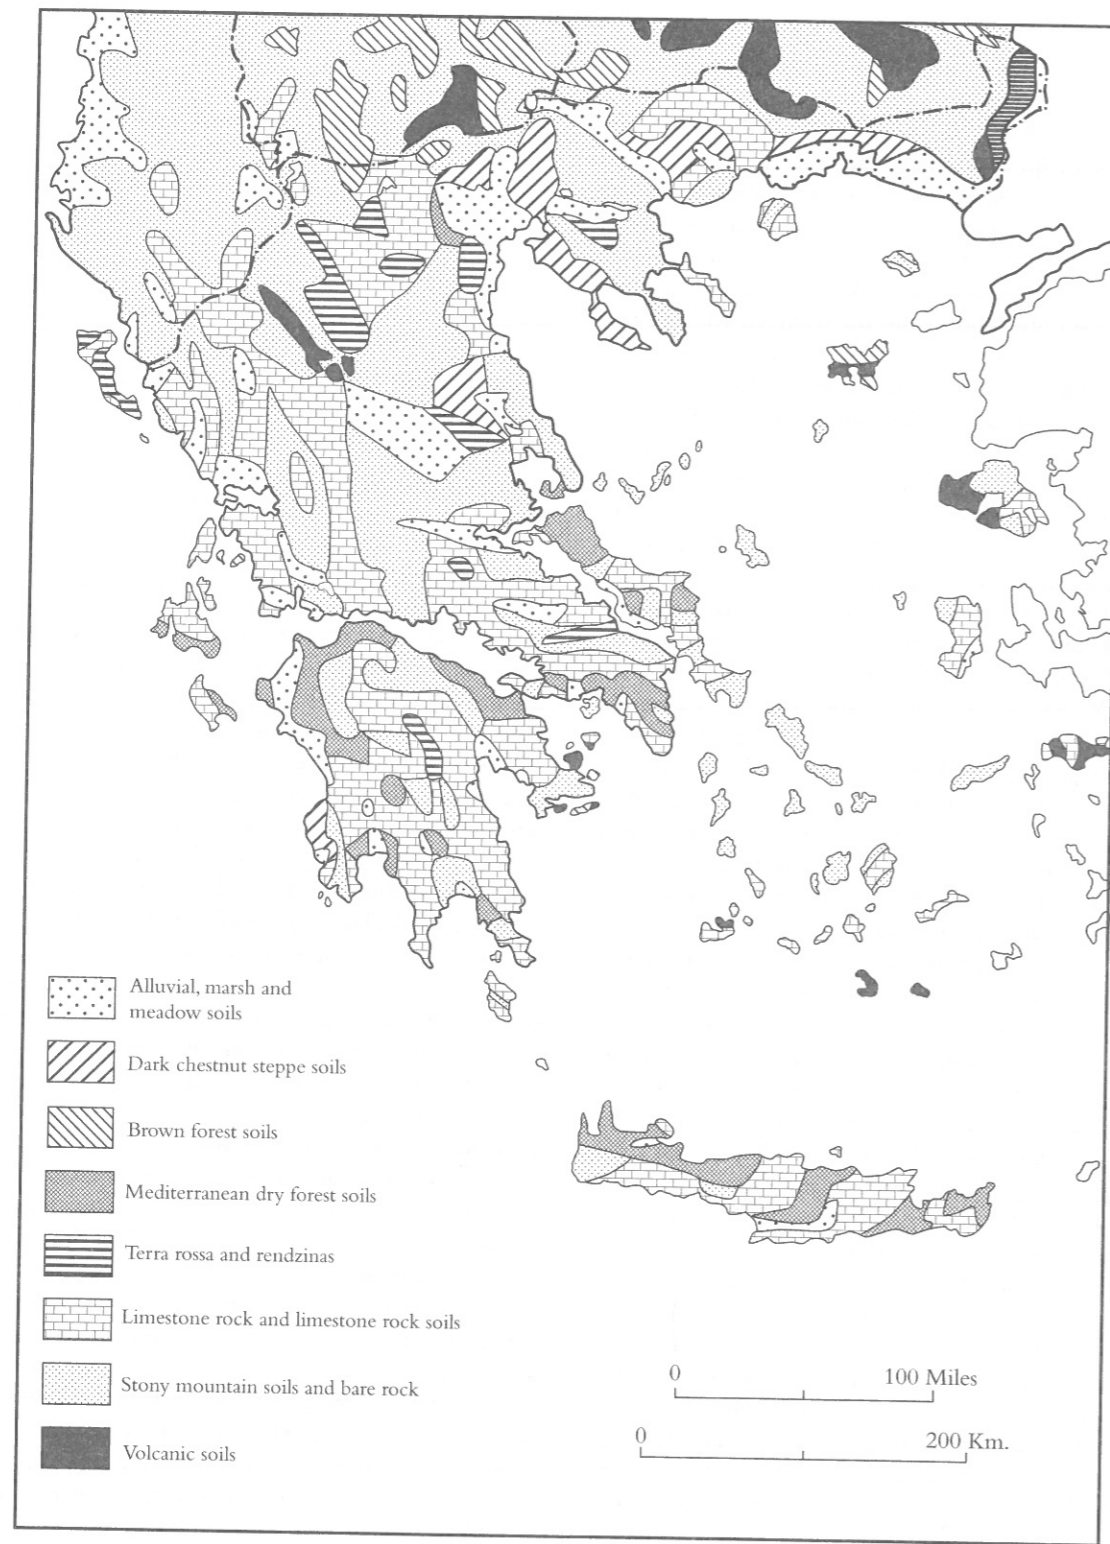 Alluvial, marsh and
meadow soils
Dark chestnut steppe soils
Brown forest soils
Mediterranean dry forest soils
Terra rossa and rendzinas
Limestone rock and limestone rock soils
Stony mountain soils and bare rock
Volcanic soils
0 100 Miles
0 200 Km.